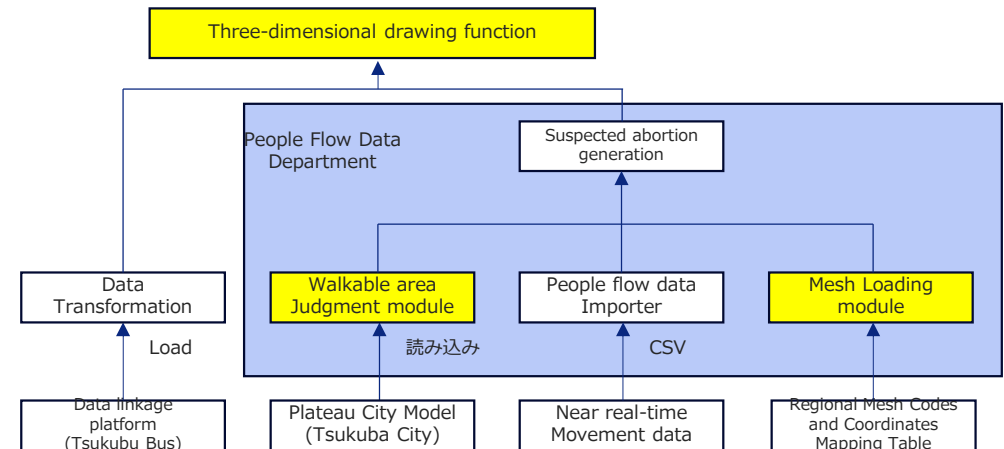 Three-dimensional drawing function
People Flow Data
Department
Suspected abortion
generation
Data
Transformation
Walkable area
Judgment module
People flow data
Importer
Mesh Loading
module
Load
読み込み
CSV
Data linkage
platform
(Tsukubu Bus)
Plateau City Model
(Tsukuba City)
Near real-time
Movement data
Regional Mesh Codes
and Coordinates
Mapping Table